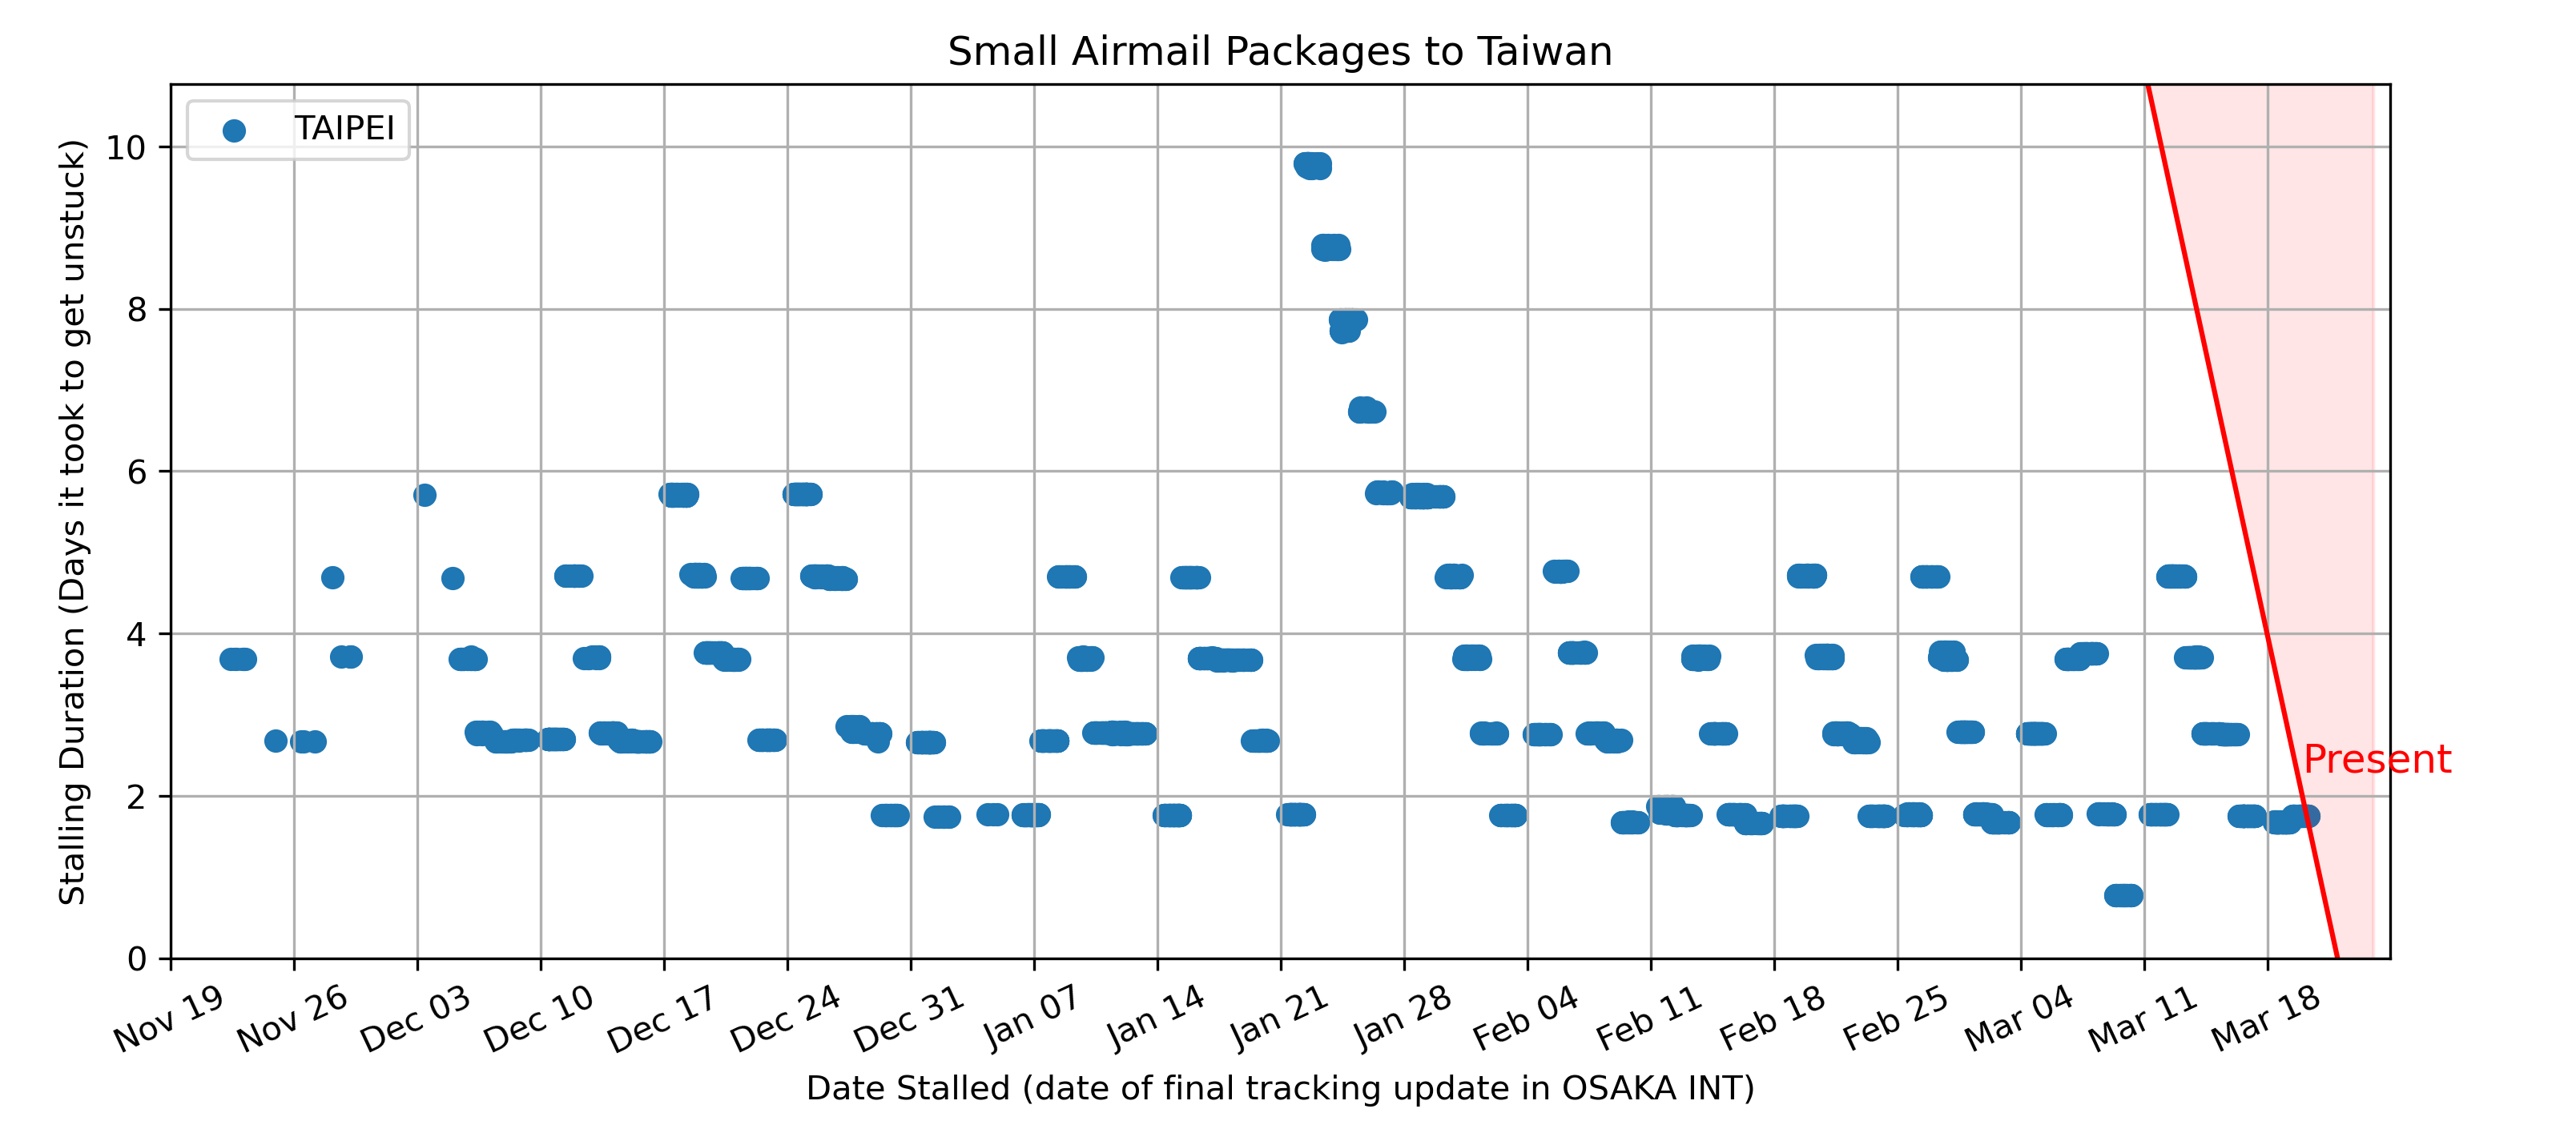 Small Airmail Packages to Taiwan
TAIPEI
Stalling Duration (Days it took to get unstuck)
10
8
6
4
2
0
Present
Nov 19
Nov 26
Dec 03
Dec 10
Dec 17
Dec 24
Dec 31
Jan 07
Jan 14
Jan 21
Jan 28
Feb 04
Feb 11
Feb 18
Feb 25
Mar 04
Mar 11
Mar 18
Date Stalled (date of final tracking update in OSAKA INT)